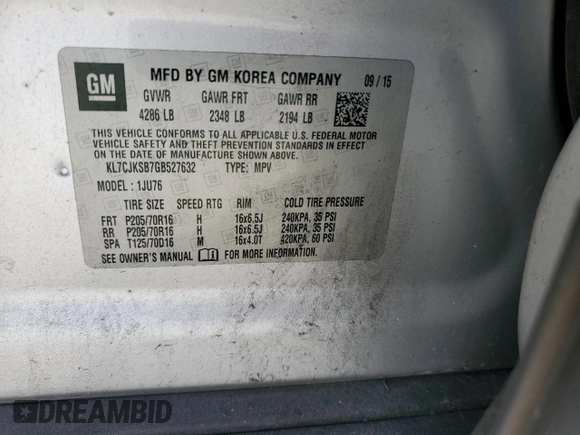 GM
MFD BY GM KOREA COMPANY 09 / 15
GVWR GAWR FRT GAWR RR
4286 LB 2348 LB 2194 LB
THIS VEHICLE CONFORMS TO ALL APPLICABLE U.S. FEDERAL MOTOR
VEHICLE SAFETY AND THEFT PREVENTION STANDARDS IN EFFECT
ON THE DATE OF MANUFACTURE SHOWN ABOVE.
KL7CJKSB7GB527632 TYPE: MPV
MODEL : 1JU76
TIRE SIZE SPEED RTG RIM COLD TIRE PRESSURE
FRT P205/70R16 H 16x6.5J 240KPA, 35 PSI
RR P205/70R16 H 16x6.5J 240KPA, 35 PSI
SPA T125/70D16 M 16x4.0T 420KPA, 60 PSI
SEE OWNER'S MANUAL FOR MORE INFORMATION.
DREAMBID